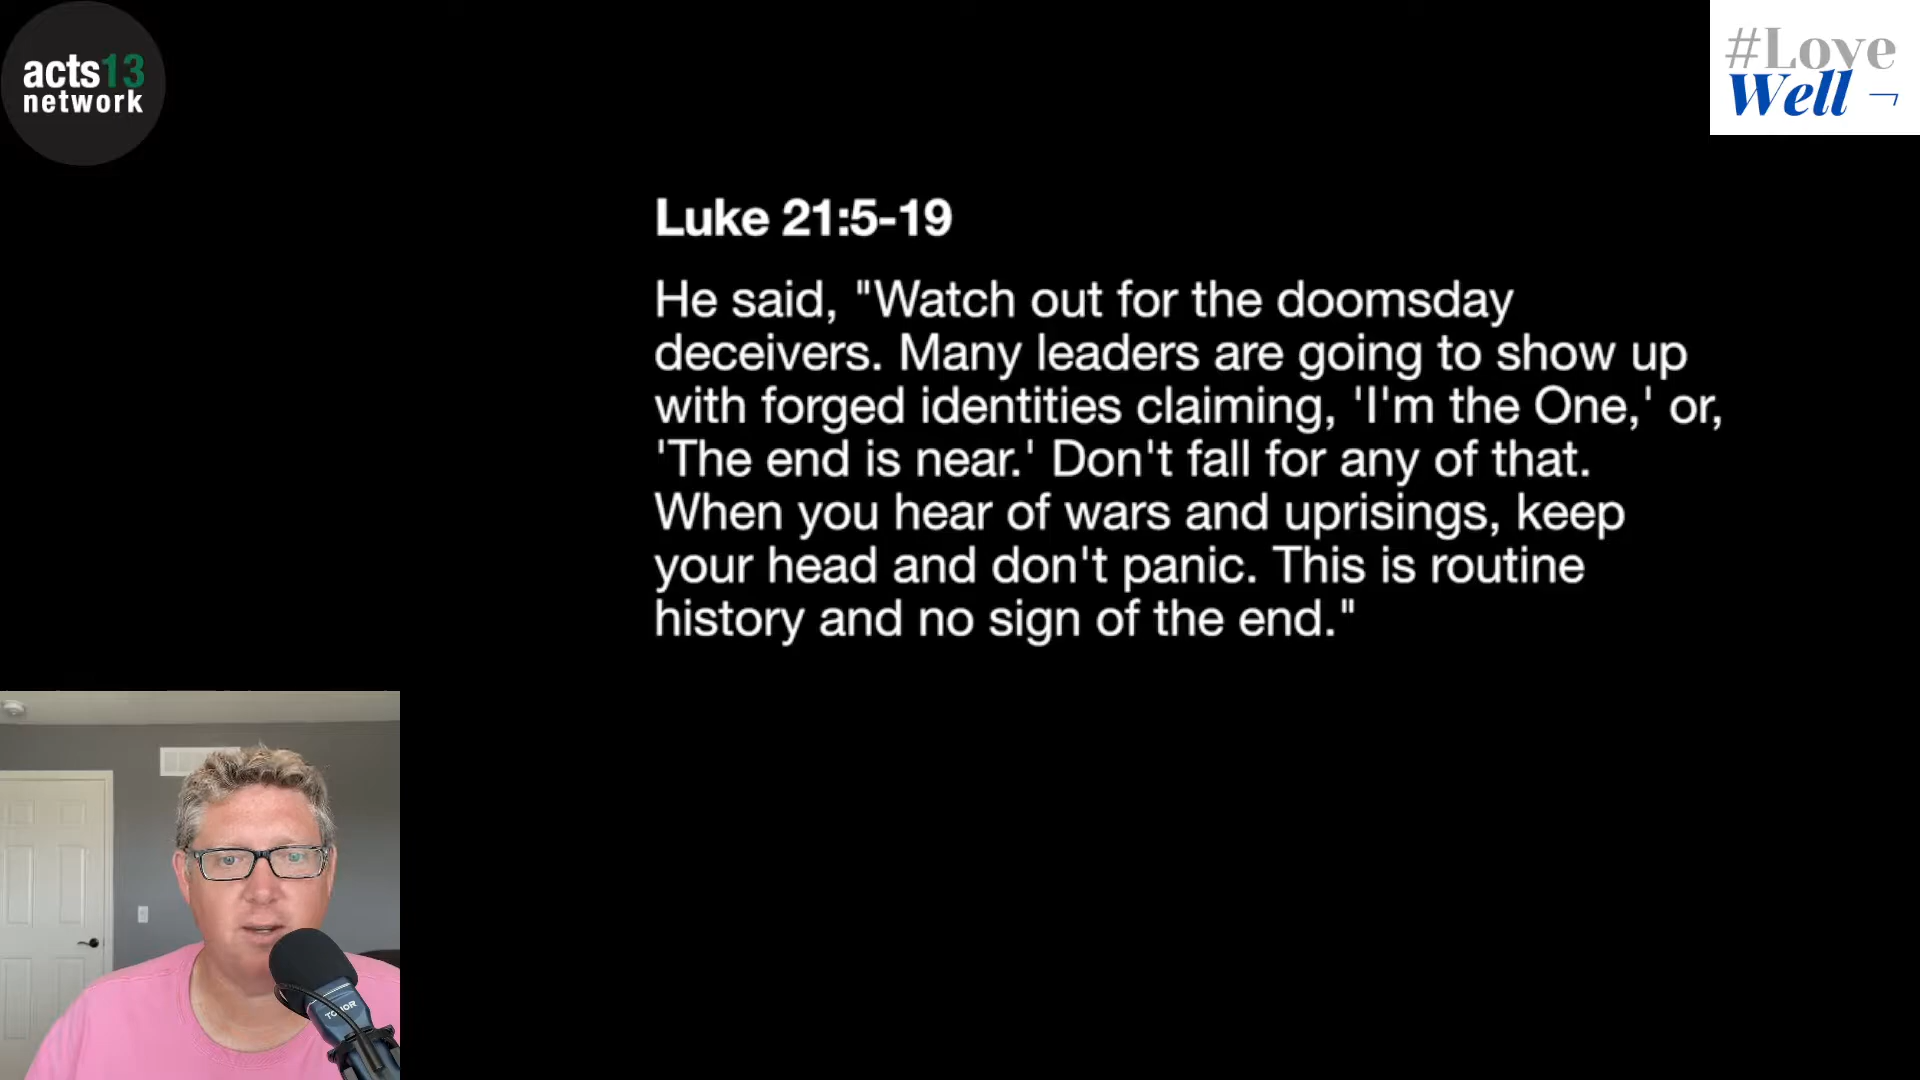 acts13
network
#Love
Well
Luke 21:5-19
He said, "Watch out for the doomsday
deceivers. Many leaders are going to show up
with forged identities claiming, 'I'm the One,' or,
'The end is near.' Don't fall for any of that.
When you hear of wars and uprisings, keep
your head and don't panic. This is routine
history and no sign of the end."
TONOR